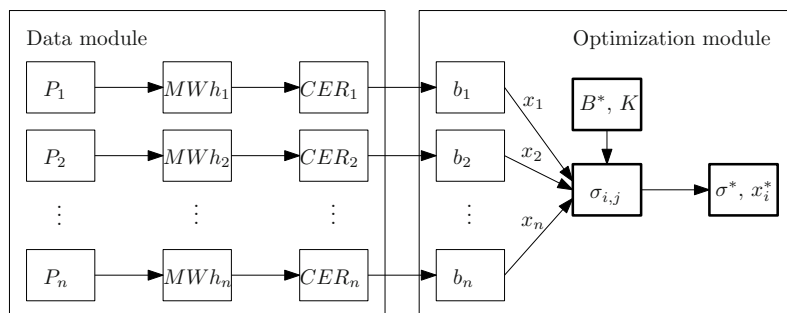 Data module
Optimization module
P₁ MWh₁ CER₁ b₁ x₁ B*, K
P₂ MWh₂ CER₂ b₂ x₂ σᵢ,ⱼ σ*, xᵢ*
⋮ ⋮ ⋮ ⋮
xₙ
Pₙ MWhₙ CERₙ bₙ